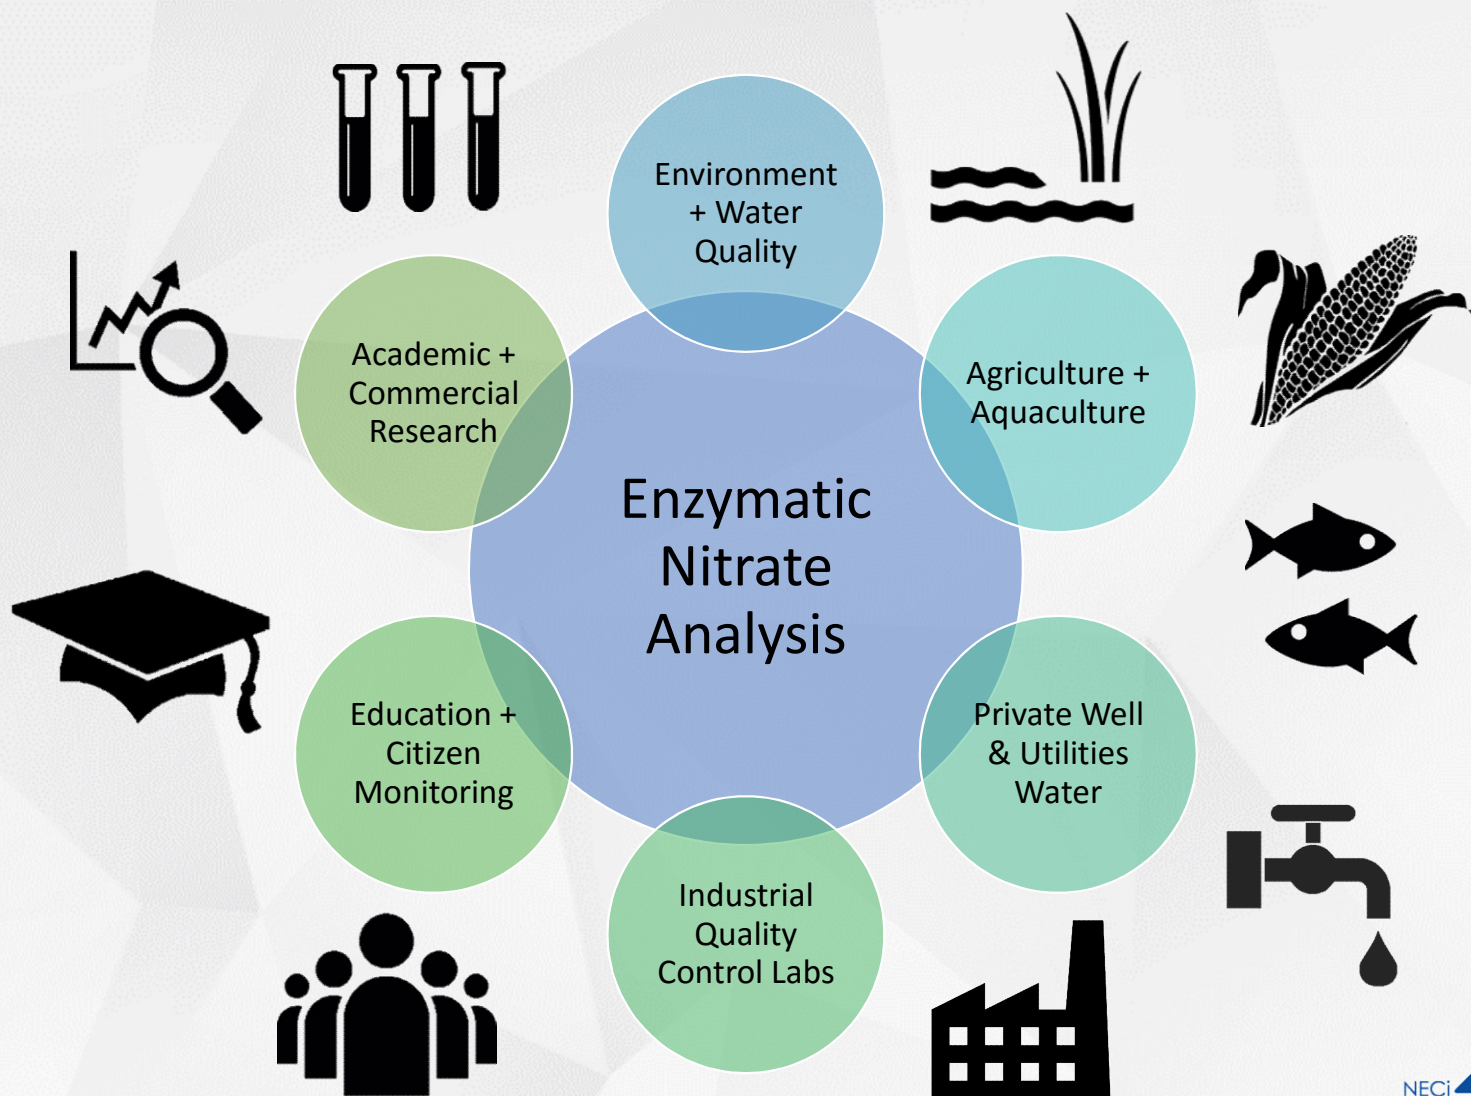 Environment
+ Water
Quality
Academic +
Commercial
Research
Agriculture +
Aquaculture
Enzymatic
Nitrate
Analysis
Education +
Citizen
Monitoring
Private Well
& Utilities
Water
Industrial
Quality
Control Labs
NECi